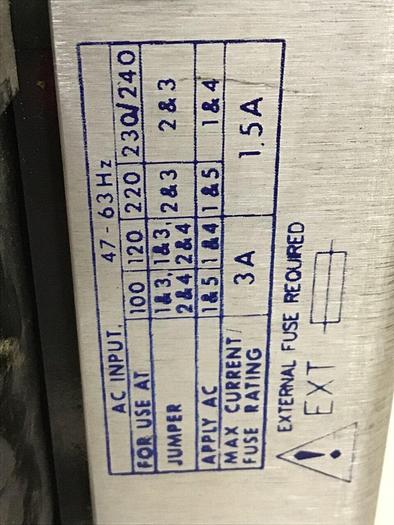 AC INPUT, 47-63Hz
FOR USE AT 100 120 220 230/240
JUMPER 1&3, 2&4 1&3, 2&4 2&3 2&3
APPLY AC 1&5 1&4 1&5 1&4
MAX CURRENT/ FUSE RATING 3A 1.5A
EXTERNAL FUSE REQUIRED
EXT